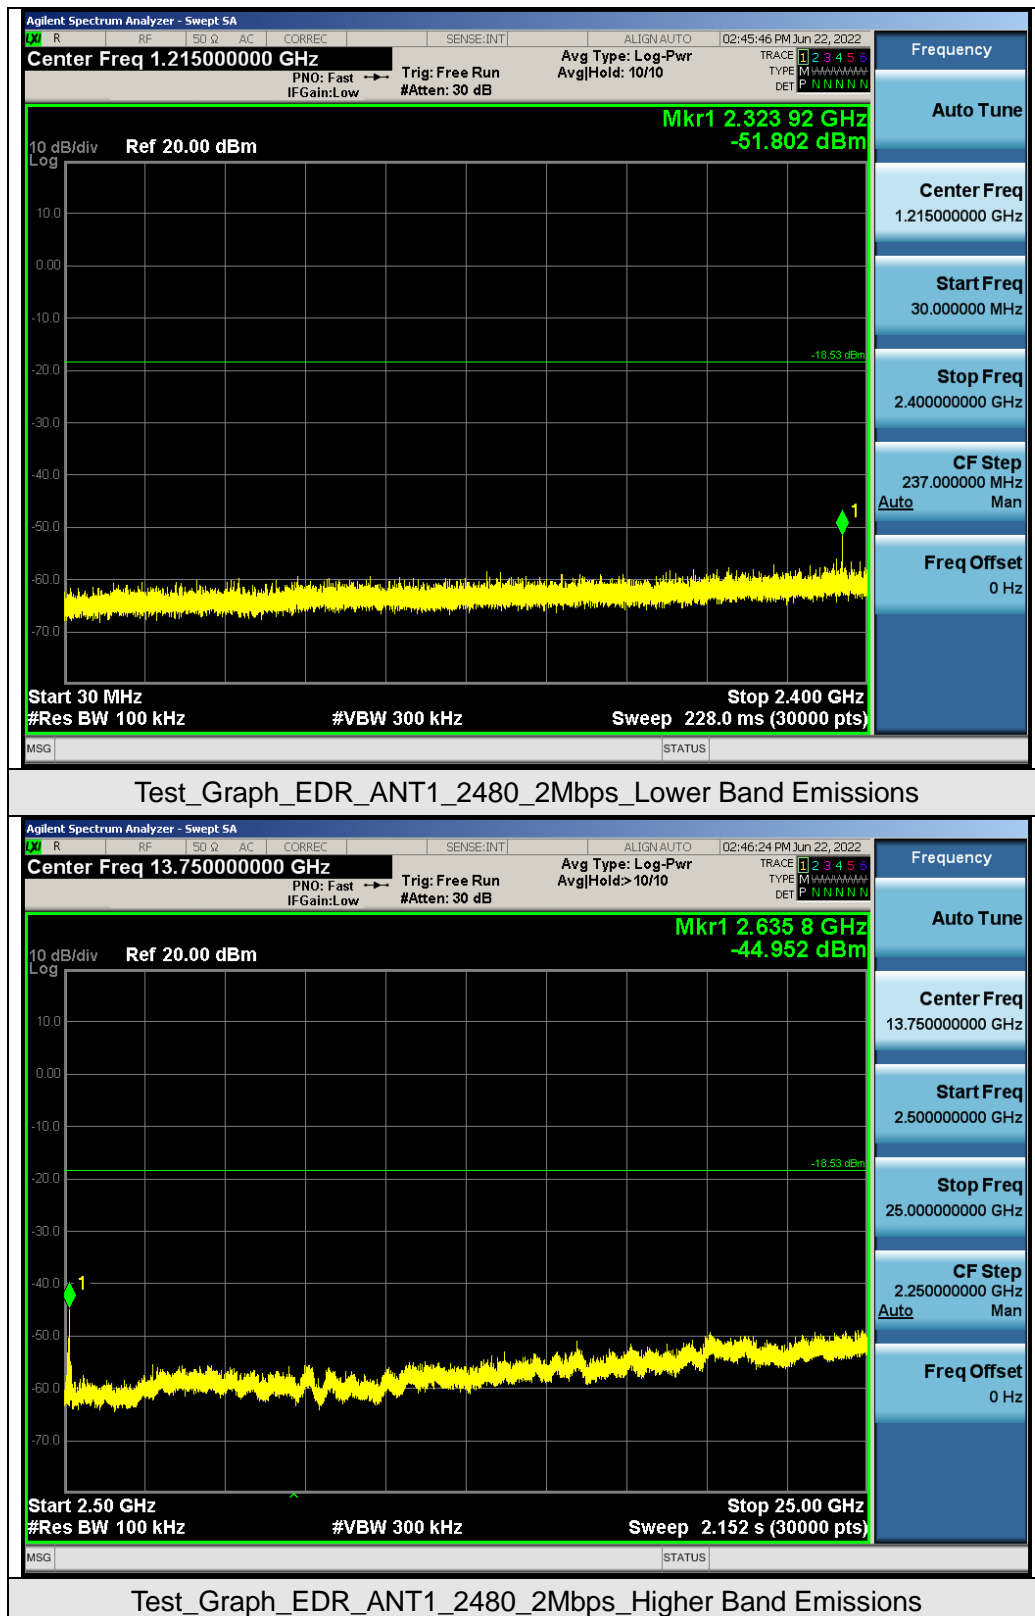 Agilent Spectrum Analyzer - Swept SA
LXI R RF 50 Ω AC CORREC SENSE:INT ALIGN AUTO 02:45:46 PM Jun 22, 2022
Center Freq 1.215000000 GHz
PNO: Fast
IFGain:Low
Trig: Free Run
#Atten: 30 dB
Avg Type: Log-Pwr
Avg|Hold: 10/10
TRACE 1 2 3 4 5 6
TYPE M WWWWW
DET P N N N N N
Mkr1 2.323 92 GHz
-51.802 dBm
10 dB/div Ref 20.00 dBm
Log
10.0
0.00
-10.0
-18.53 dBm
-20.0
-30.0
-40.0
-50.0
1
-60.0
-70.0
Start 30 MHz Stop 2.400 GHz
#Res BW 100 kHz #VBW 300 kHz Sweep 228.0 ms (30000 pts)
MSG STATUS
Frequency
Auto Tune
Center Freq
1.215000000 GHz
Start Freq
30.000000 MHz
Stop Freq
2.400000000 GHz
CF Step
237.000000 MHz
Auto Man
Freq Offset
0 Hz
Test_Graph_EDR_ANT1_2480_2Mbps_Lower Band Emissions
Agilent Spectrum Analyzer - Swept SA
LXI R RF 50 Ω AC CORREC SENSE:INT ALIGN AUTO 02:46:24 PM Jun 22, 2022
Center Freq 13.750000000 GHz
PNO: Fast
IFGain:Low
Trig: Free Run
#Atten: 30 dB
Avg Type: Log-Pwr
Avg|Hold:> 10/10
TRACE 1 2 3 4 5 6
TYPE M WWWWW
DET P N N N N N
Mkr1 2.635 8 GHz
-44.952 dBm
10 dB/div Ref 20.00 dBm
Log
10.0
0.00
-10.0
-18.53 dBm
-20.0
-30.0
-40.0
1
-50.0
-60.0
-70.0
Start 2.50 GHz Stop 25.00 GHz
#Res BW 100 kHz #VBW 300 kHz Sweep 2.152 s (30000 pts)
MSG STATUS
Frequency
Auto Tune
Center Freq
13.750000000 GHz
Start Freq
2.500000000 GHz
Stop Freq
25.000000000 GHz
CF Step
2.250000000 GHz
Auto Man
Freq Offset
0 Hz
Test_Graph_EDR_ANT1_2480_2Mbps_Higher Band Emissions